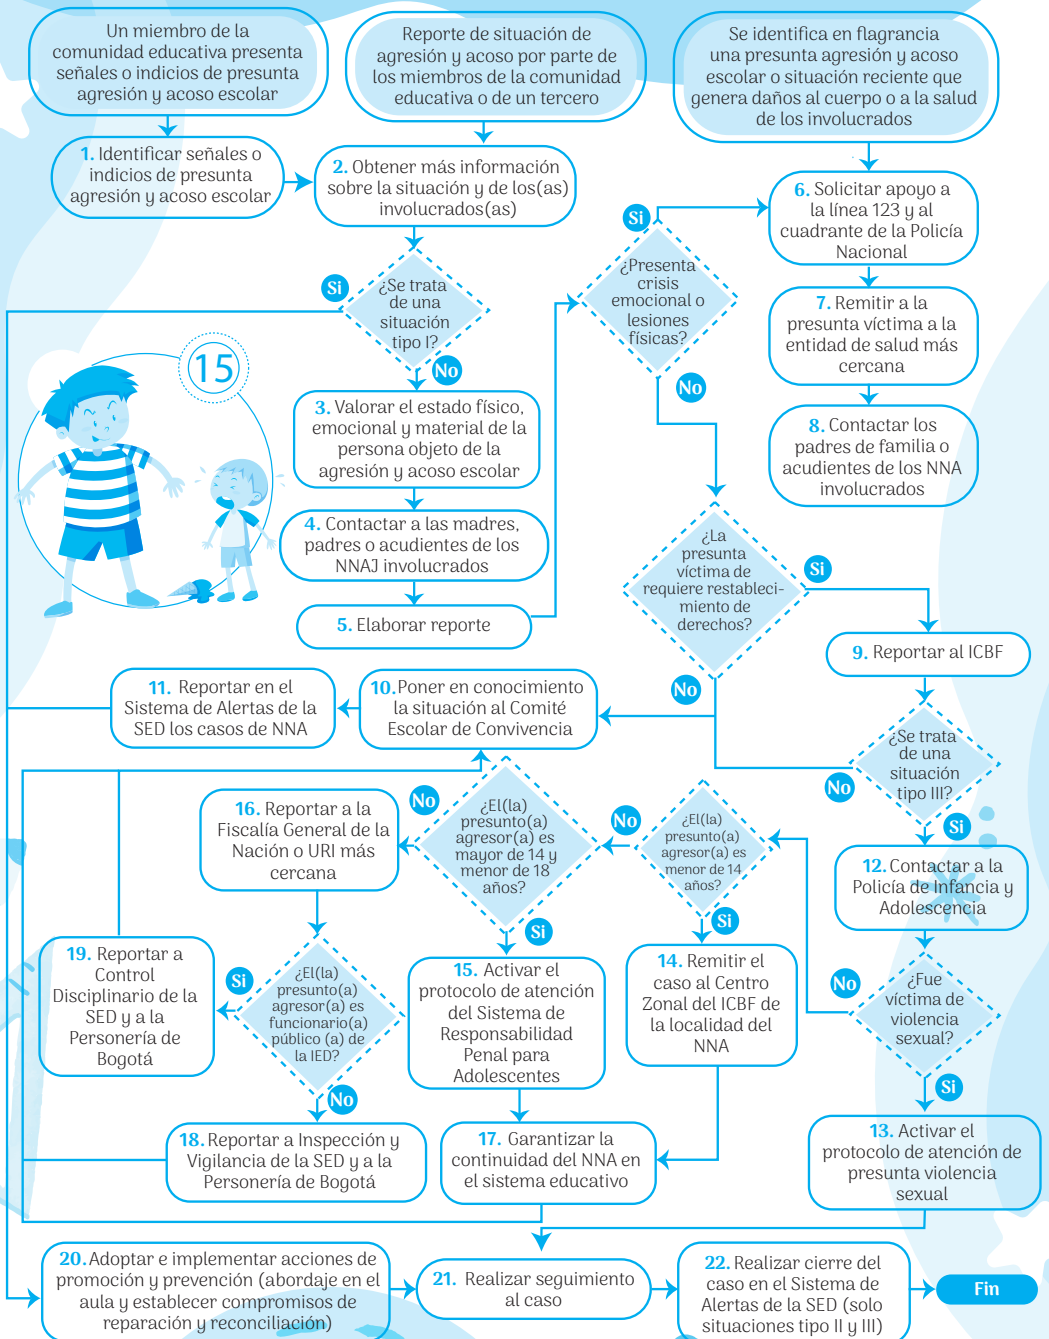 Un miembro de la
comunidad educativa presenta
señales o indicios de presunta
agresión y acoso escolar
Reporte de situación de
agresión y acoso por parte de
los miembros de la comunidad
educativa o de un tercero
Se identifica en flagrancia
una presunta agresión y acoso
escolar o situación reciente que
genera daños al cuerpo o a la salud
de los involucrados
1. Identificar señales o
indicios de presunta
agresión y acoso escolar
2. Obtener más información
sobre la situación y de los(as)
involucrados(as)
6. Solicitar apoyo a
la línea 123 y al
cuadrante de la Policía
Nacional
Si
¿Se trata
de una
situación
tipo I?
No
Si
¿Presenta
crisis
emocional o
lesiones
físicas?
No
7. Remitir a la
presunta víctima a la
entidad de salud más
cercana
15
3. Valorar el estado físico,
emocional y material de la
persona objeto de la
agresión y acoso escolar
8. Contactar los
padres de familia o
acudientes de los NNA
involucrados
4. Contactar a las madres,
padres o acudientes de los
NNAJ involucrados
5. Elaborar reporte
¿La
presunta
víctima de
requiere restableci-
miento de
derechos?
Si
No
9. Reportar al ICBF
11. Reportar en el
Sistema de Alertas de la
SED los casos de NNA
10.Poner en conocimiento
la situación al Comité
Escolar de Convivencia
¿Se trata
de una
situación
tipo III?
No
Si
16. Reportar a la
Fiscalía General de la
Nación o URI más
cercana
No
¿El(la)
presunto(a)
agresor(a) es
mayor de 14 y
menor de 18
años?
Si
No
¿El(la)
presunto(a)
agresor(a) es
menor de 14
años?
Si
12. Contactar a la
Policía de Infancia y
Adolescencia
19. Reportar a
Control
Disciplinario de la
SED y a la
Personería de
Bogotá
Si
¿El(la)
presunto(a)
agresor(a) es
funcionario(a)
público (a) de
la IED?
No
15. Activar el
protocolo de atención
del Sistema de
Responsabilidad
Penal para
Adolescentes
14. Remitir el
caso al Centro
Zonal del ICBF de
la localidad del
NNA
No
¿Fue
víctima de
violencia
sexual?
Si
18.Reportar a Inspección y
Vigilancia de la SED y a la
Personería de Bogotá
17. Garantizar la
continuidad del NNA en
el sistema educativo
13. Activar el
protocolo de atención de
presunta violencia
sexual
20.Adoptar e implementar acciones de
promoción y prevención (abordaje en el
aula y establecer compromisos de
reparación y reconciliación)
21. Realizar seguimiento
al caso
22. Realizar cierre del
caso en el Sistema de
Alertas de la SED (solo
situaciones tipo II y III)
Fin